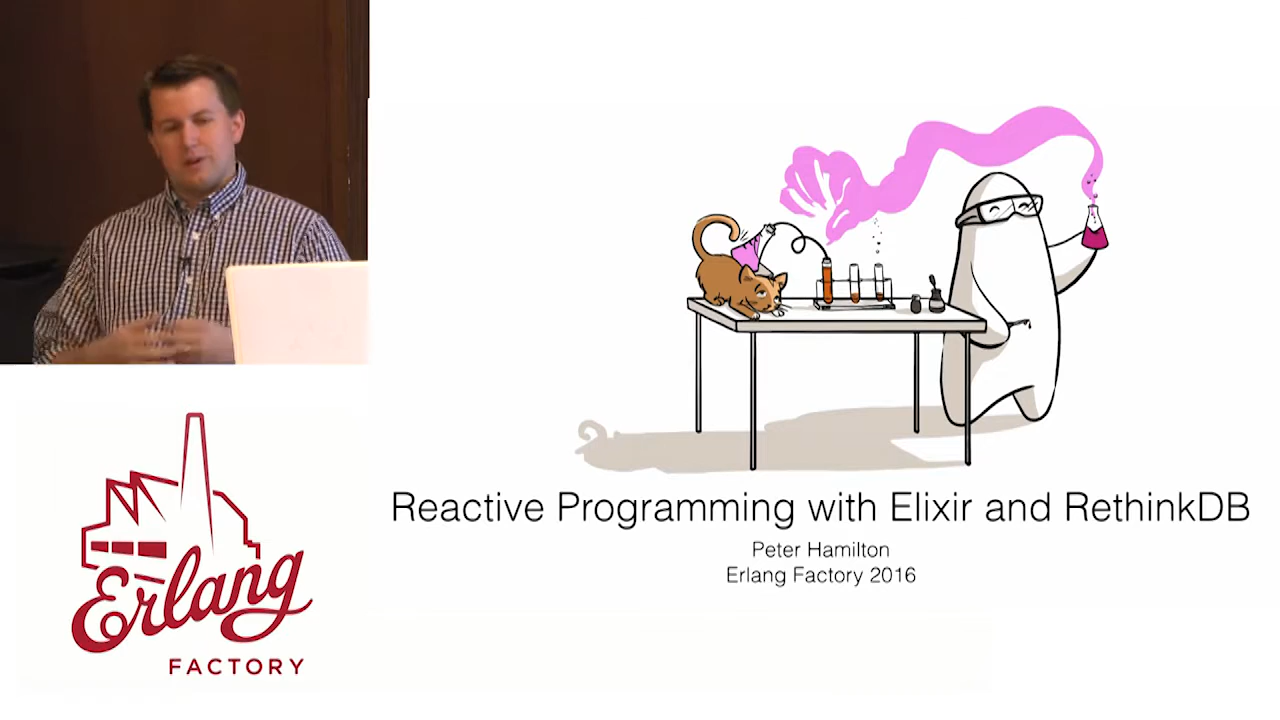 Reactive Programming with Elixir and RethinkDB
Peter Hamilton
Erlang Factory 2016
Erlang
FACTORY